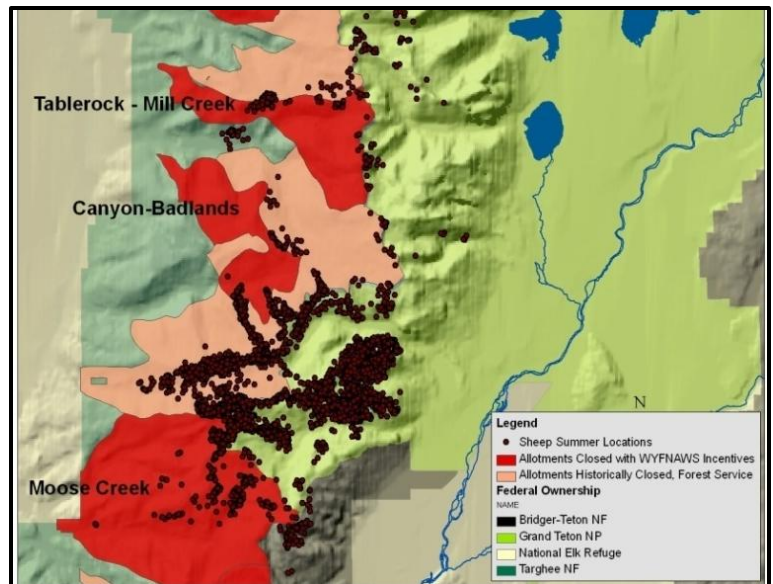 Tablerock - Mill Creek
Canyon-Badlands
Moose Creek
N
Legend
Sheep Summer Locations
Allotments Closed with WYFNAWS Incentives
Allotments Historically Closed, Forest Service
Federal Ownership
NAME
Bridger-Teton NF
Grand Teton NP
National Elk Refuge
Targhee NF